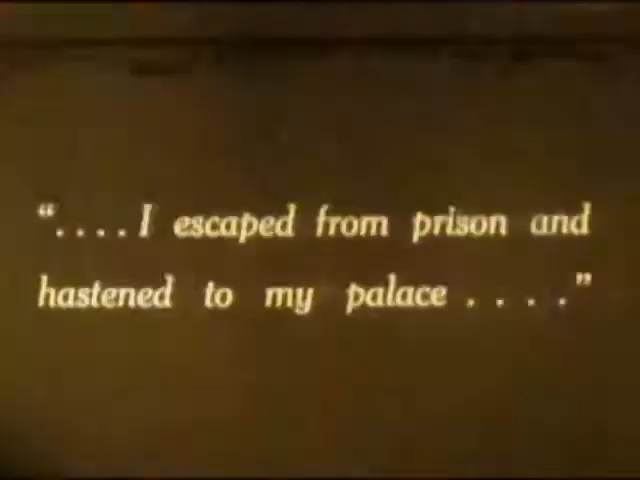 “. . . . I escaped from prison and
hastened to my palace . . . .”